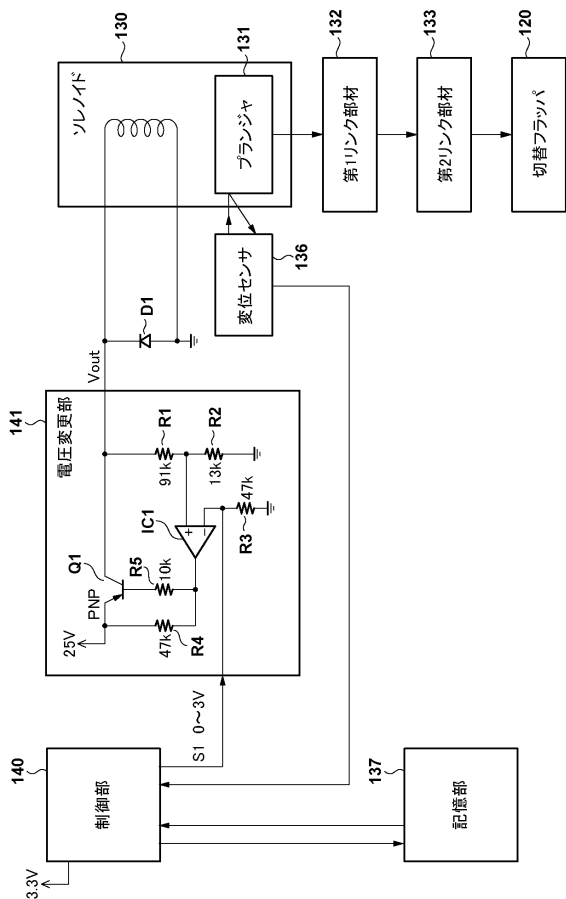 3.3V
140
制御部
S1 0～3V
137
記憶部
141
電圧変更部
25V
PNP
Q1
47k
R4
R5
10k
IC1
+
−
R1
91k
R2
13k
47k
R3
Vout
D1
130
ソレノイド
131
プランジャ
変位センサ
136
132
第1リンク部材
133
第2リンク部材
120
切替フラッパ